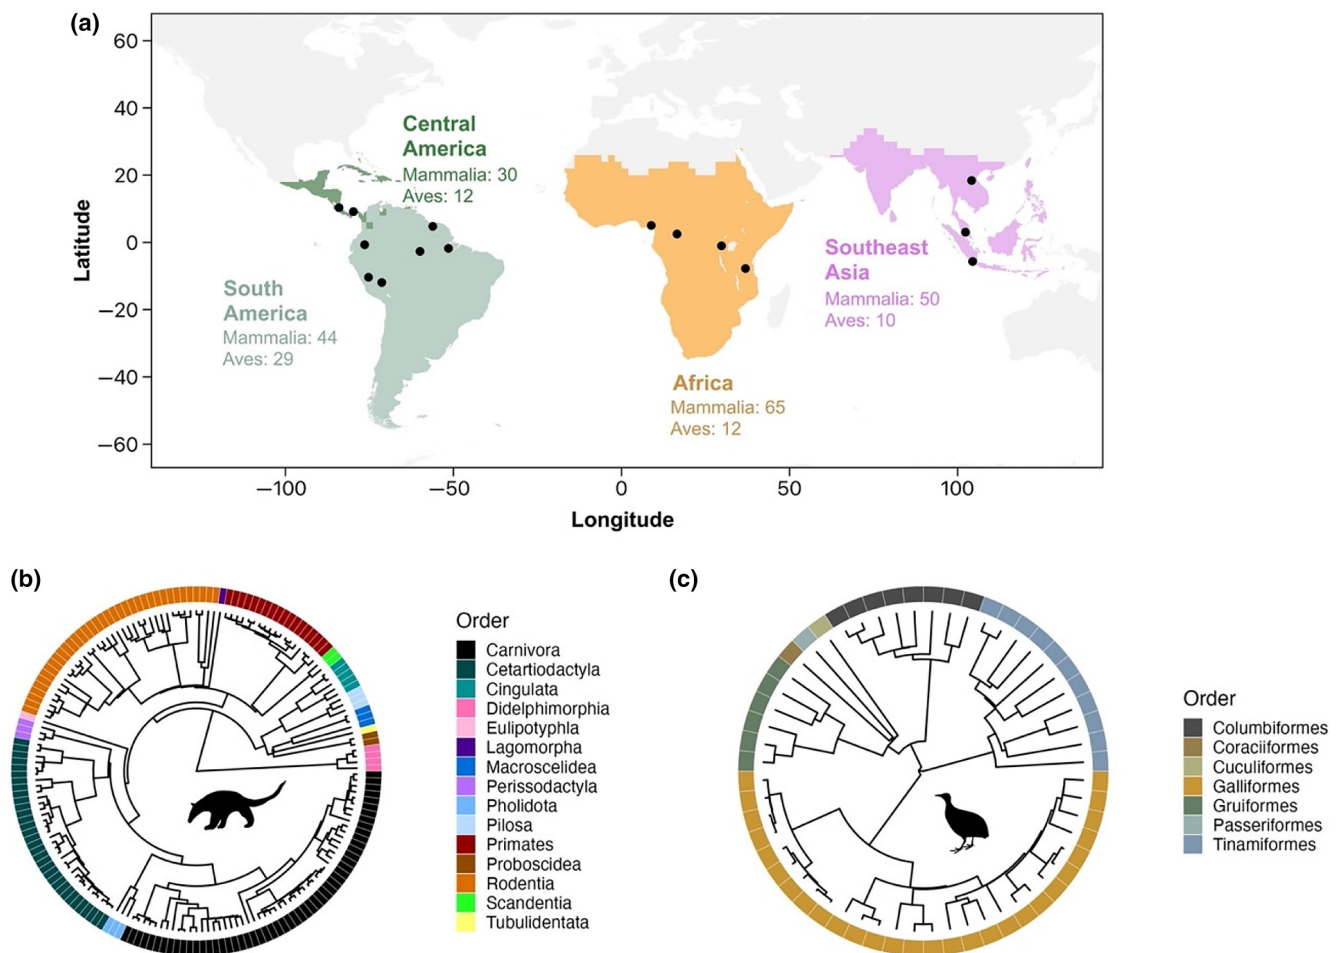 (a)
60
40
20
0
−20
−40
−60
Latitude
−100
−50
0
50
100
Longitude
Central
America
Mammalia: 30
Aves: 12
South
America
Mammalia: 44
Aves: 29
Africa
Mammalia: 65
Aves: 12
Southeast
Asia
Mammalia: 50
Aves: 10
(b)
Order
Carnivora
Cetartiodactyla
Cingulata
Didelphimorphia
Eulipotyphla
Lagomorpha
Macroscelidea
Perissodactyla
Pholidota
Pilosa
Primates
Proboscidea
Rodentia
Scandentia
Tubulidentata
(c)
Order
Columbiformes
Coraciiformes
Cuculiformes
Galliformes
Gruiformes
Passeriformes
Tinamiformes